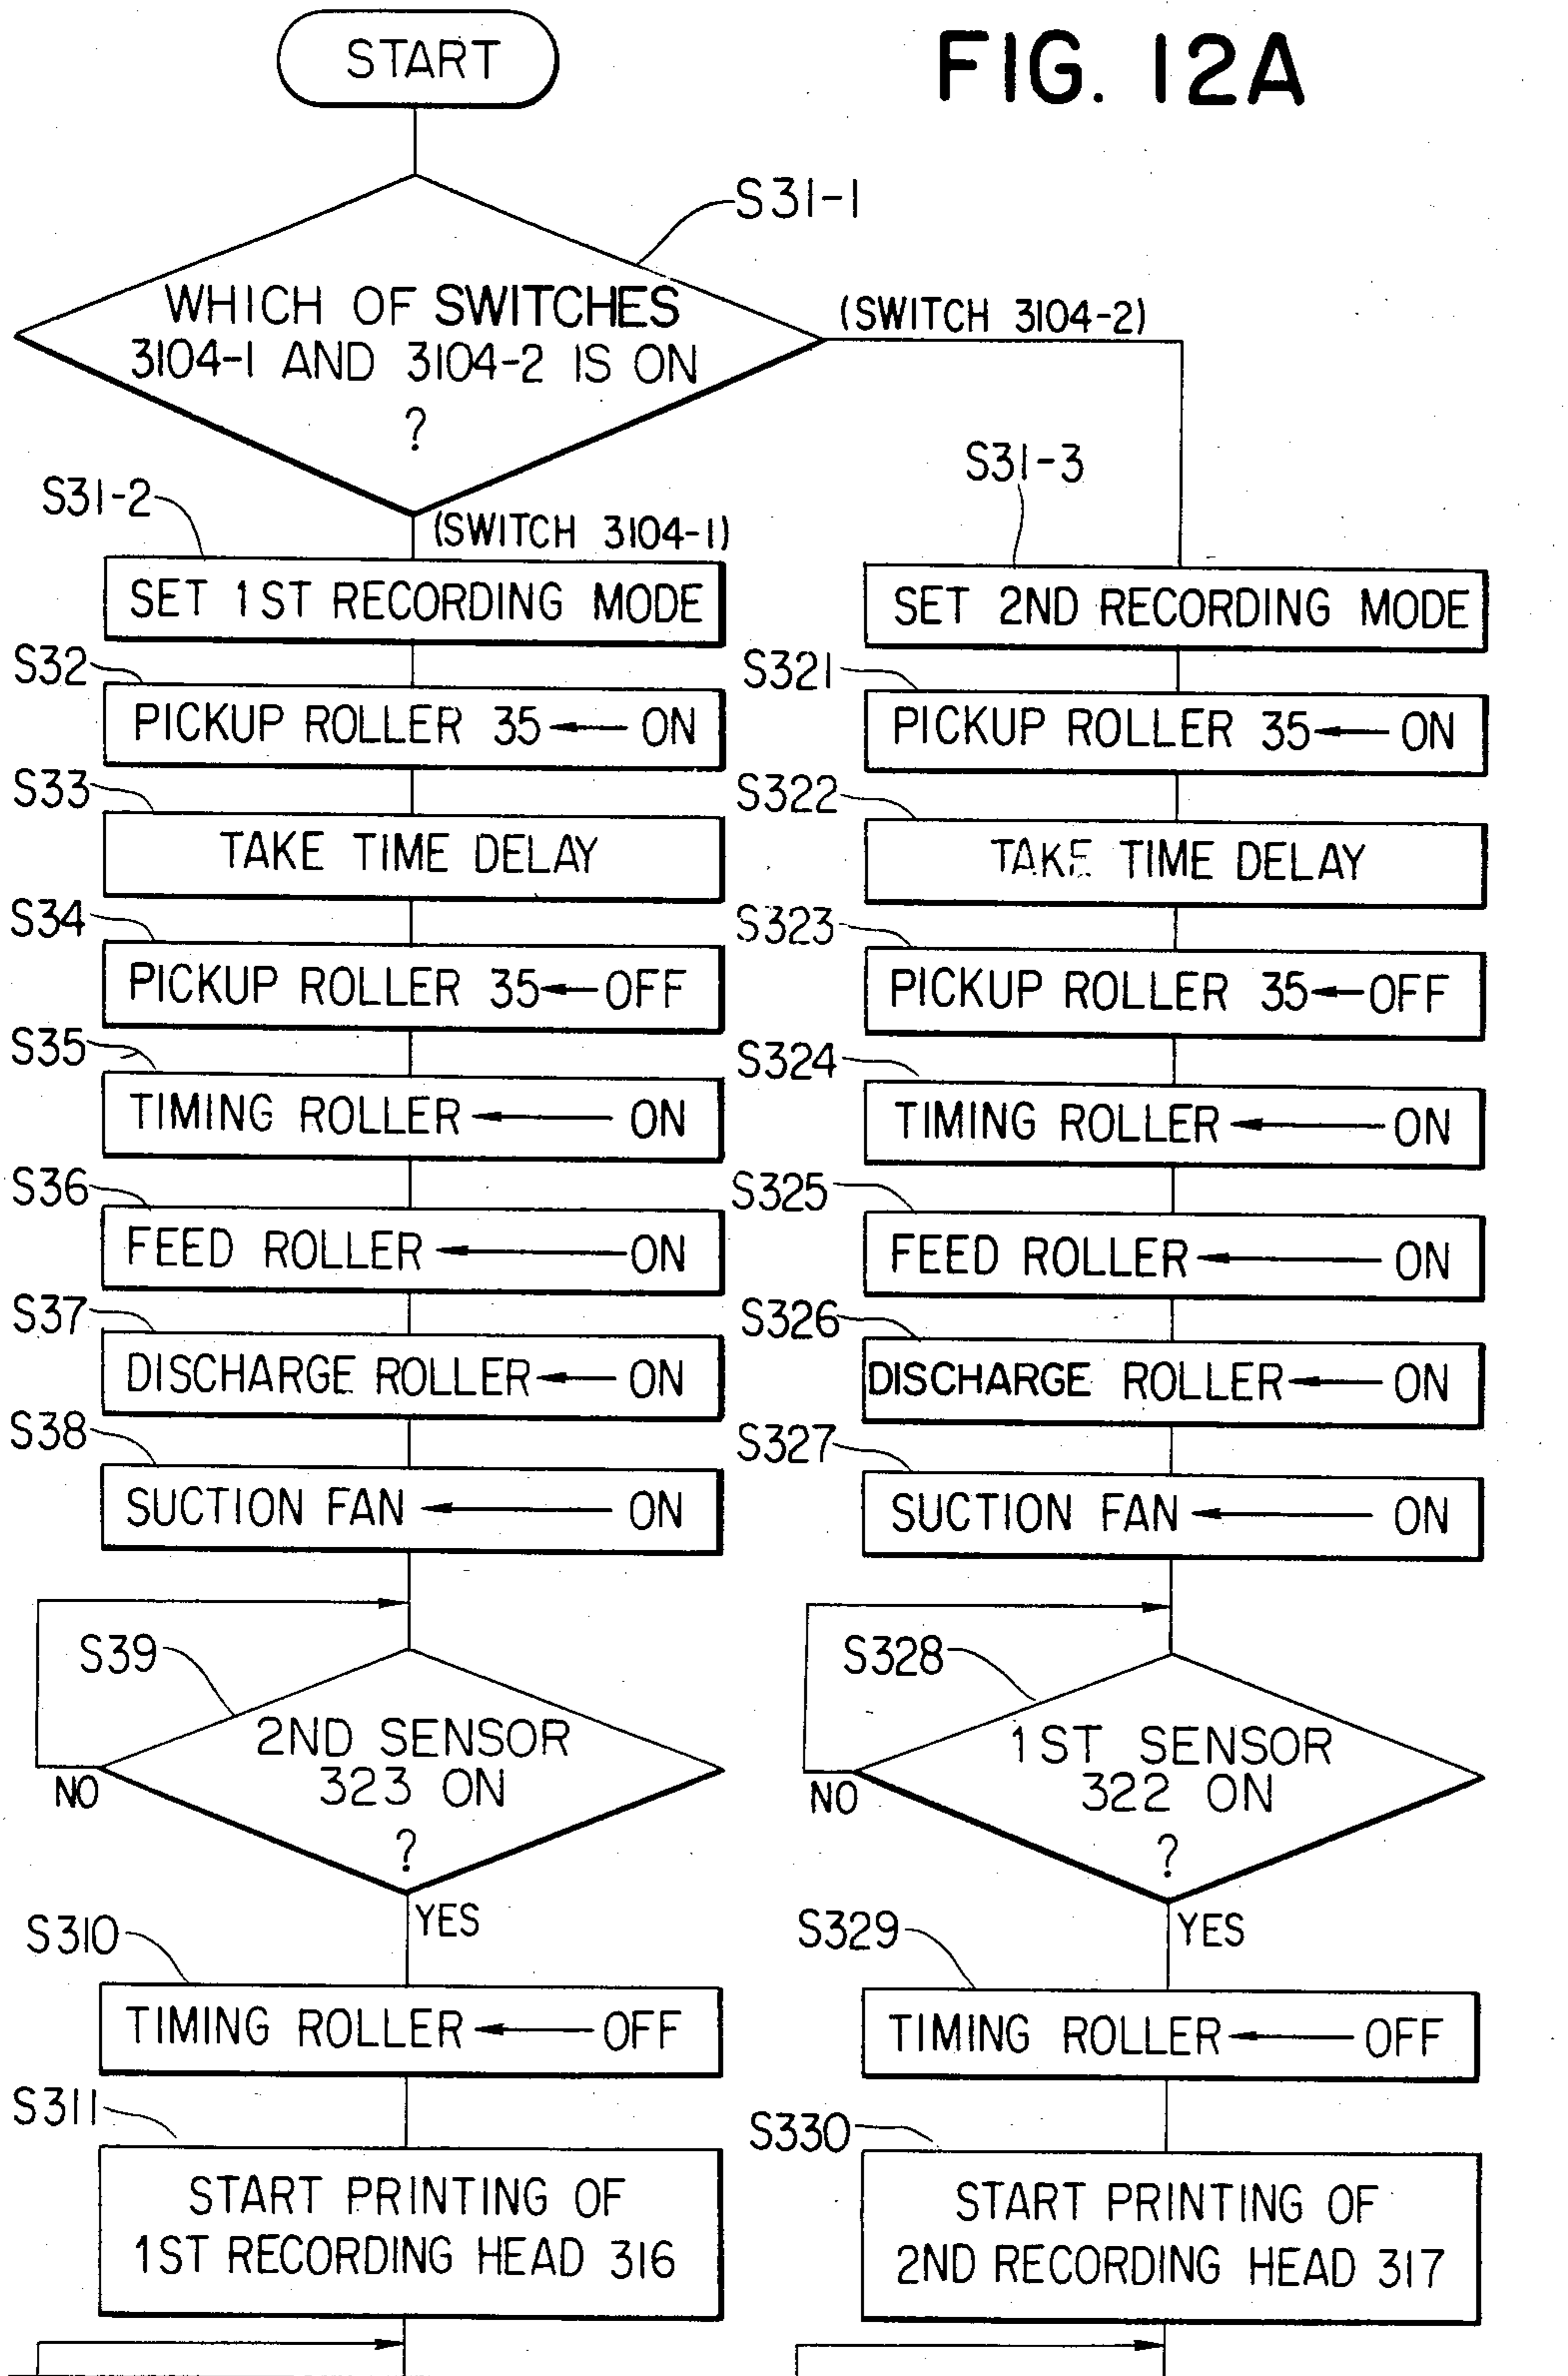 START
FIG. 12A
S31-1
WHICH OF SWITCHES
3104-1 AND 3104-2 IS ON
?
(SWITCH 3104-2)
(SWITCH 3104-1)
S31-2
SET 1ST RECORDING MODE
S32
PICKUP ROLLER 35 ← ON
S33
TAKE TIME DELAY
S34
PICKUP ROLLER 35 ← OFF
S35
TIMING ROLLER ← ON
S36
FEED ROLLER ← ON
S37
DISCHARGE ROLLER ← ON
S38
SUCTION FAN ← ON
S39
2ND SENSOR
323 ON
?
NO
YES
S310
TIMING ROLLER ← OFF
S311
START PRINTING OF
1ST RECORDING HEAD 316
S31-3
SET 2ND RECORDING MODE
S321
PICKUP ROLLER 35 ← ON
S322
TAKE TIME DELAY
S323
PICKUP ROLLER 35 ← OFF
S324
TIMING ROLLER ← ON
S325
FEED ROLLER ← ON
S326
DISCHARGE ROLLER ← ON
S327
SUCTION FAN ← ON
S328
1ST SENSOR
322 ON
?
NO
YES
S329
TIMING ROLLER ← OFF
S330
START PRINTING OF
2ND RECORDING HEAD 317